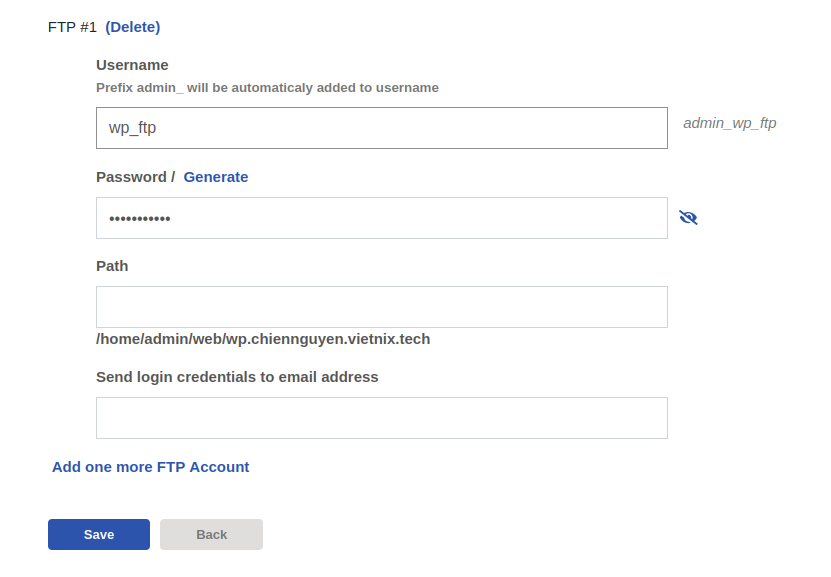 FTP #1 (Delete)
Username
Prefix admin_ will be automaticaly added to username
wp_ftp
admin_wp_ftp
Password / Generate
•••••••••••
Path
/home/admin/web/wp.chiennguyen.vietnix.tech
Send login credentials to email address
Add one more FTP Account
Save Back